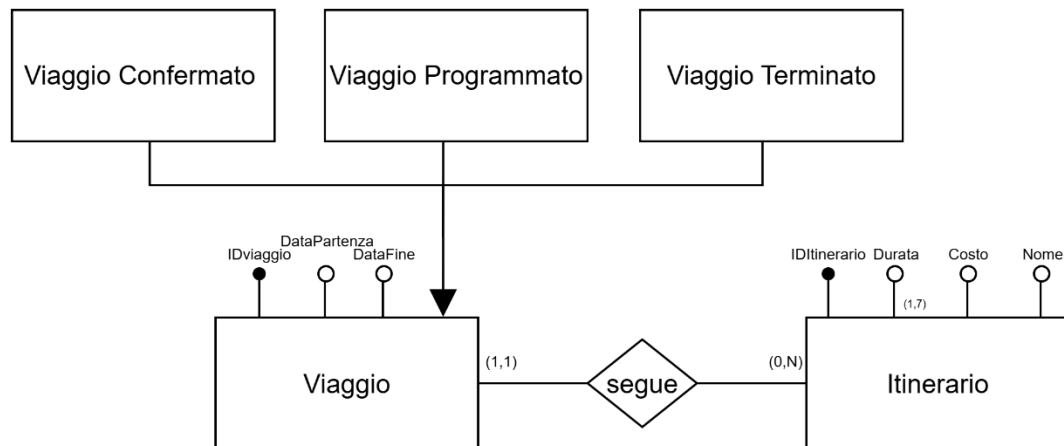 Viaggio Confermato
Viaggio Programmato
Viaggio Terminato
IDviaggio
DataPartenza
DataFine
IDItinerario
Durata
Costo
Nome
(1,7)
Viaggio
(1,1)
segue
(0,N)
Itinerario